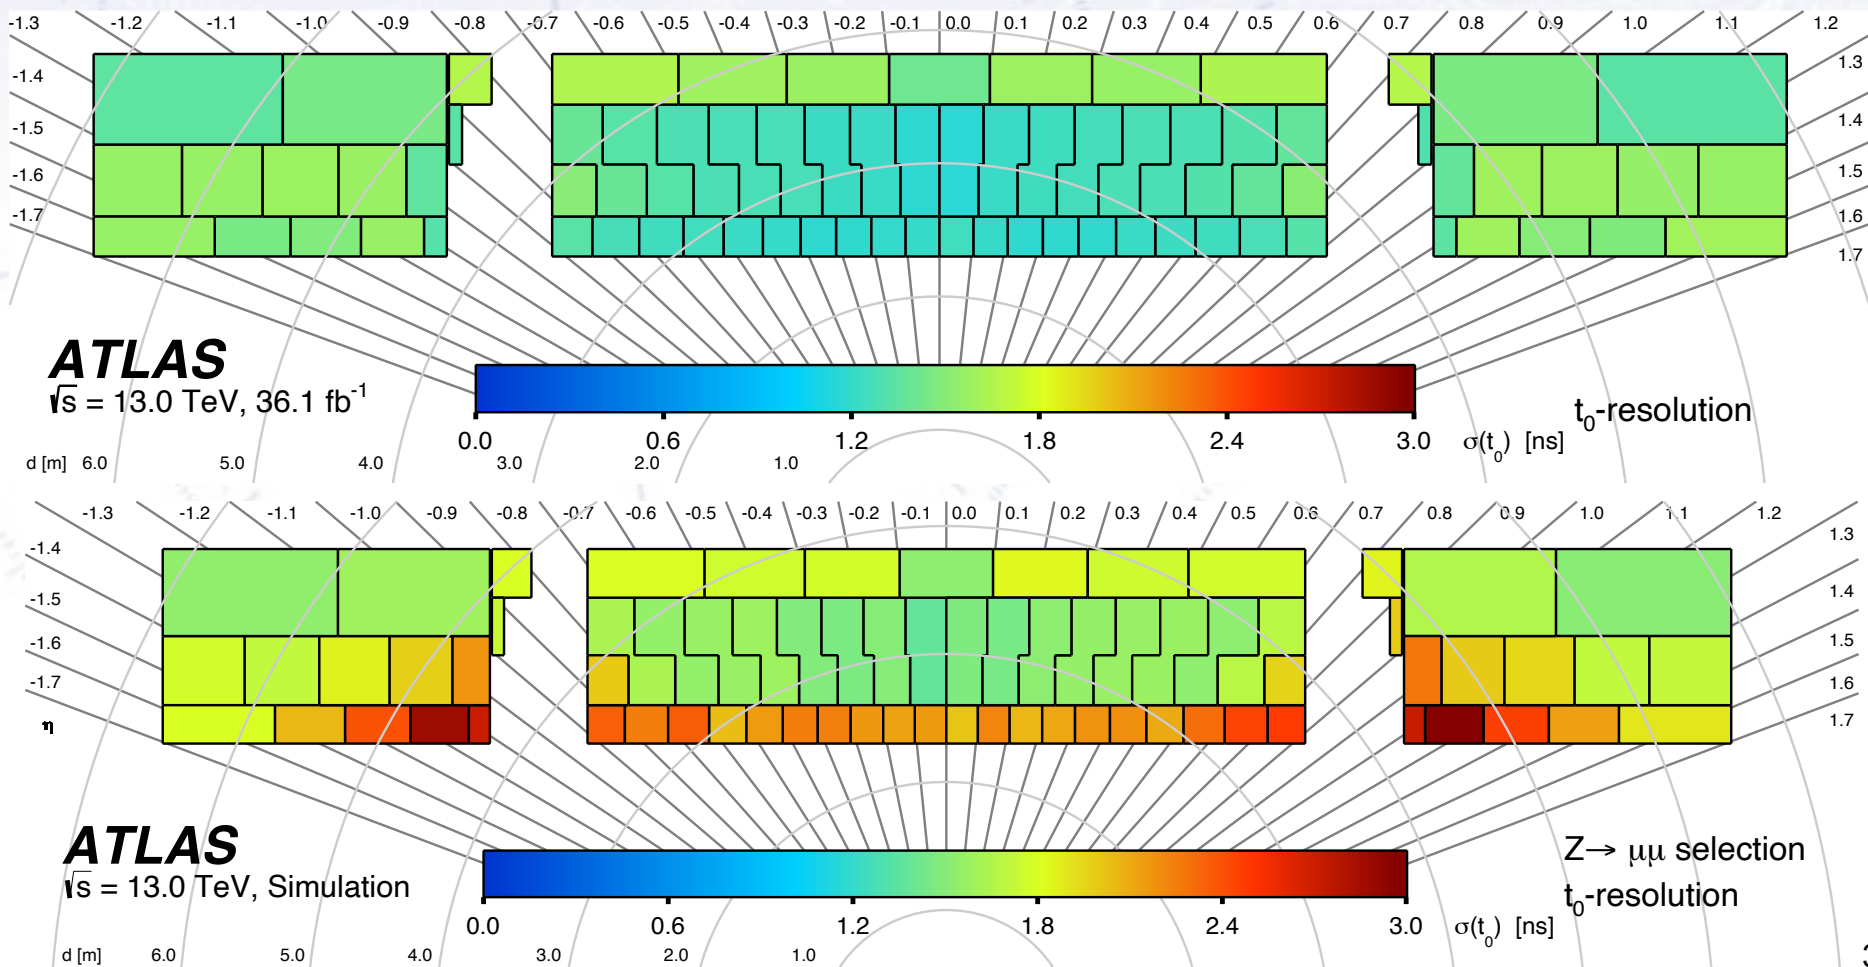 -1.3 -1.2 -1.1 -1.0 -0.9 -0.8 -0.7 -0.6 -0.5 -0.4 -0.3 -0.2 -0.1 0.0 0.1 0.2 0.3 0.4 0.5 0.6 0.7 0.8 0.9 1.0 1.1 1.2
-1.4 1.3
-1.5 1.4
-1.6 1.5
-1.7 1.6
1.7
ATLAS
√s = 13.0 TeV, 36.1 fb⁻¹
t₀-resolution
0.0 0.6 1.2 1.8 2.4 3.0 σ(t₀) [ns]
d [m] 6.0 5.0 4.0 3.0 2.0 1.0
-1.3 -1.2 -1.1 -1.0 -0.9 -0.8 -0.7 -0.6 -0.5 -0.4 -0.3 -0.2 -0.1 0.0 0.1 0.2 0.3 0.4 0.5 0.6 0.7 0.8 0.9 1.0 1.1 1.2
-1.4 1.3
-1.5 1.4
-1.6 1.5
-1.7 1.6
η 1.7
ATLAS
√s = 13.0 TeV, Simulation
Z→ μμ selection
t₀-resolution
0.0 0.6 1.2 1.8 2.4 3.0 σ(t₀) [ns]
d [m] 6.0 5.0 4.0 3.0 2.0 1.0